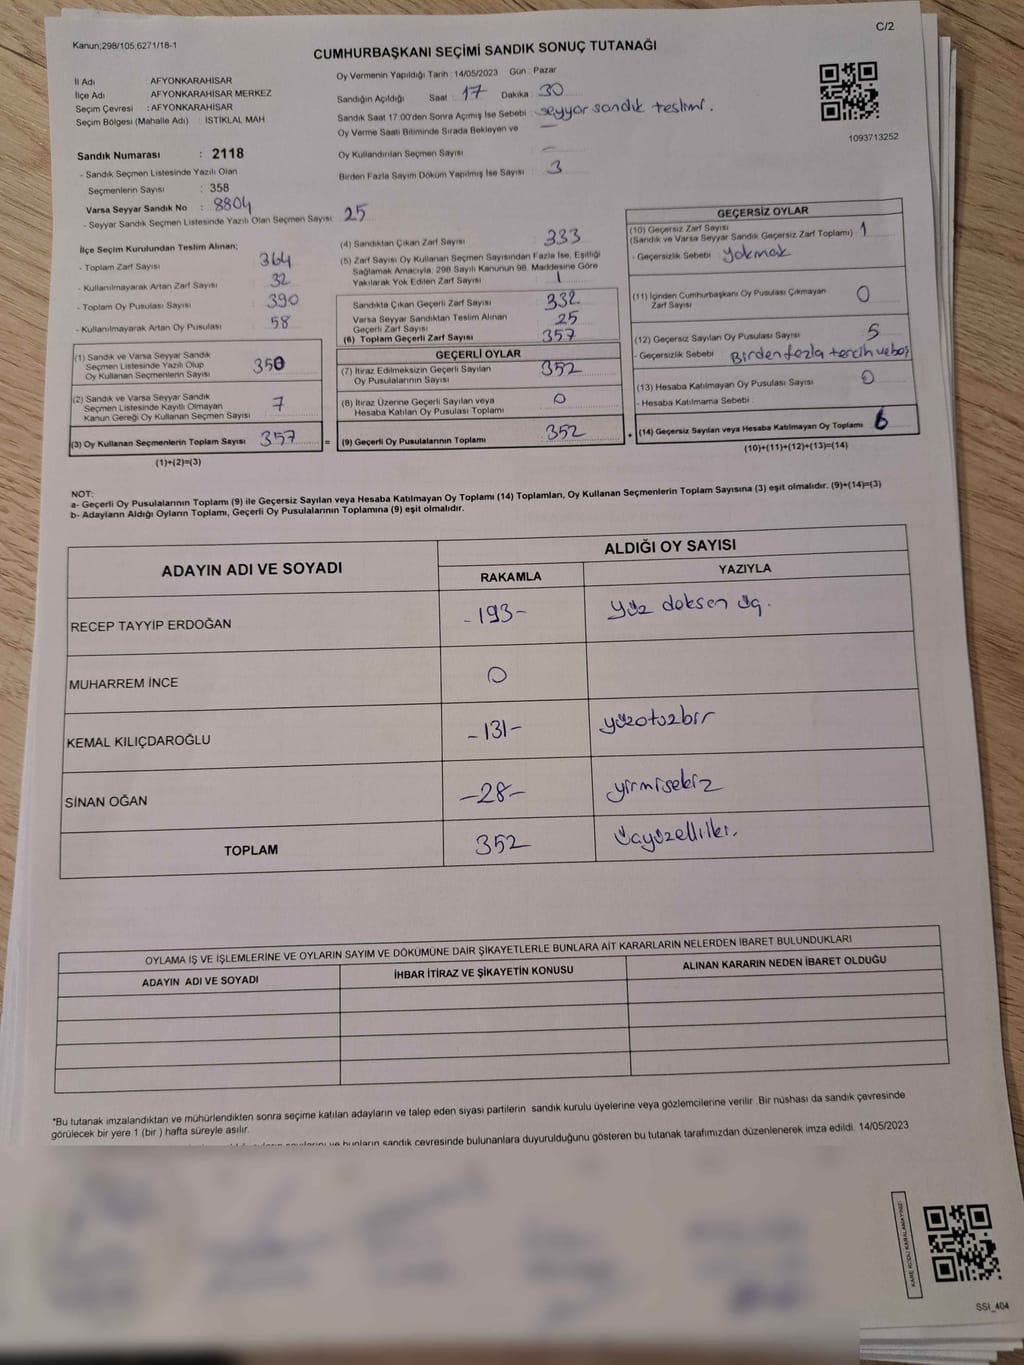 C/2
Kanun;298/105;6271/18-1
CUMHURBAŞKANI SEÇİMİ SANDIK SONUÇ TUTANAĞI
İl Adı AFYONKARAHİSAR
İlçe Adı AFYONKARAHİSAR MERKEZ
Seçim Çevresi : AFYONKARAHİSAR
Seçim Bölgesi (Mahalle Adı) : İSTİKLAL MAH
Oy Vermenin Yapıldığı Tarih : 14/05/2023 Gün : Pazar
Sandığın Açıldığı Saat : 17 Dakika : 30
Sandık Saat 17:00'den Sonra Açımış İse Sebebi : seyyar sandık teslimi.
Oy Verme Saati Bitiminde Sırada Bekleyen ve
Oy Kullandırılan Seçmen Sayısı : -
Birden Fazla Sayım Döküm Yapılmış İse Sayısı : 3
1093713252
Sandık Numarası : 2118
- Sandık Seçmen Listesinde Yazılı Olan
Seçmenlerin Sayısı : 358
Varsa Seyyar Sandık No : 8804
- Seyyar Sandık Seçmen Listesinde Yazılı Olan Seçmen Sayısı: 25
İlçe Seçim Kurulundan Teslim Alınan;
- Toplam Zarf Sayısı 364
- Kullanılmayarak Artan Zarf Sayısı 32
- Toplam Oy Pusulası Sayısı 390
- Kullanılmayarak Artan Oy Pusulası 58
(1) Sandık ve Varsa Seyyar Sandık
Seçmen Listesinde Yazılı Olup
Oy Kullanan Seçmenlerin Sayısı 350
(2) Sandık ve Varsa Seyyar Sandık
Seçmen Listesinde Kayıtlı Olmayan
Kanun Gereği Oy Kullanan Seçmen Sayısı 7
(3) Oy Kullanan Seçmenlerin Toplam Sayısı 357 =
(1)+(2)=(3)
(4) Sandıktan Çıkan Zarf Sayısı 333
(5) Zarf Sayısı Oy Kullanan Seçmen Sayısından Fazla İse, Eşitliği
Sağlamak Amacıyla, 298 Sayılı Kanunun 98. Maddesine Göre
Yakılarak Yok Edilen Zarf Sayısı 1
Sandıkta Çıkan Geçerli Zarf Sayısı 332
Varsa Seyyar Sandıktan Teslim Alınan
Geçerli Zarf Sayısı 25
(6) Toplam Geçerli Zarf Sayısı 357
GEÇERLİ OYLAR
(7) İtiraz Edilmeksizin Geçerli Sayılan
Oy Pusulalarının Sayısı 352
(8) İtiraz Üzerine Geçerli Sayılan veya
Hesaba Katılan Oy Pusulası Toplamı 0
(9) Geçerli Oy Pusulalarının Toplamı 352 +
GEÇERSİZ OYLAR
(10) Geçersiz Zarf Sayısı
(Sandık ve Varsa Seyyar Sandık Geçersiz Zarf Toplamı) 1
- Geçersizlik Sebebi : yakmak
(11) İçinden Cumhurbaşkanı Oy Pusulası Çıkmayan
Zarf Sayısı 0
(12) Geçersiz Sayılan Oy Pusulası Sayısı 5
- Geçersizlik Sebebi : Birden fazla tercih ve boş
(13) Hesaba Katılmayan Oy Pusulası Sayısı 0
- Hesaba Katılmama Sebebi :
(14) Geçersiz Sayılan veya Hesaba Katılmayan Oy Toplamı 6
(10)+(11)+(12)+(13)=(14)
NOT:
a- Geçerli Oy Pusulalarının Toplamı (9) ile Geçersiz Sayılan veya Hesaba Katılmayan Oy Toplamı (14) Toplamları, Oy Kullanan Seçmenlerin Toplam Sayısına (3) eşit olmalıdır. (9)+(14)=(3)
b- Adayların Aldığı Oyların Toplamı, Geçerli Oy Pusulalarının Toplamına (9) eşit olmalıdır.
ADAYIN ADI VE SOYADI
ALDIĞI OY SAYISI
RAKAMLA YAZIYLA
RECEP TAYYİP ERDOĞAN -193- yüz doksen üç.
MUHARREM İNCE 0
KEMAL KILIÇDAROĞLU -131- yüzotuzbir
SİNAN OĞAN -28- yirmisekiz
TOPLAM 352 üçyüzelliiki.
OYLAMA İŞ VE İŞLEMLERİNE VE OYLARIN SAYIM VE DÖKÜMÜNE DAİR ŞİKAYETLERLE BUNLARA AİT KARARLARIN NELERDEN İBARET BULUNDUKLARI
ADAYIN ADI VE SOYADI İHBAR İTİRAZ VE ŞİKAYETİN KONUSU ALINAN KARARIN NEDEN İBARET OLDUĞU
*Bu tutanak imzalandıktan ve mühürlendikten sonra seçime katılan adayların ve talep eden siyasi partilerin sandık kurulu üyelerine veya gözlemcilerine verilir. Bir nüshası da sandık çevresinde
görülecek bir yere 1 (bir) hafta süreyle asılır.
ve bunların sandık çevresinde bulunanlara duyurulduğunu gösteren bu tutanak tarafımızdan düzenlenerek imza edildi. 14/05/2023
KARE KODU KARALAMAYINIZ!
SSI_404